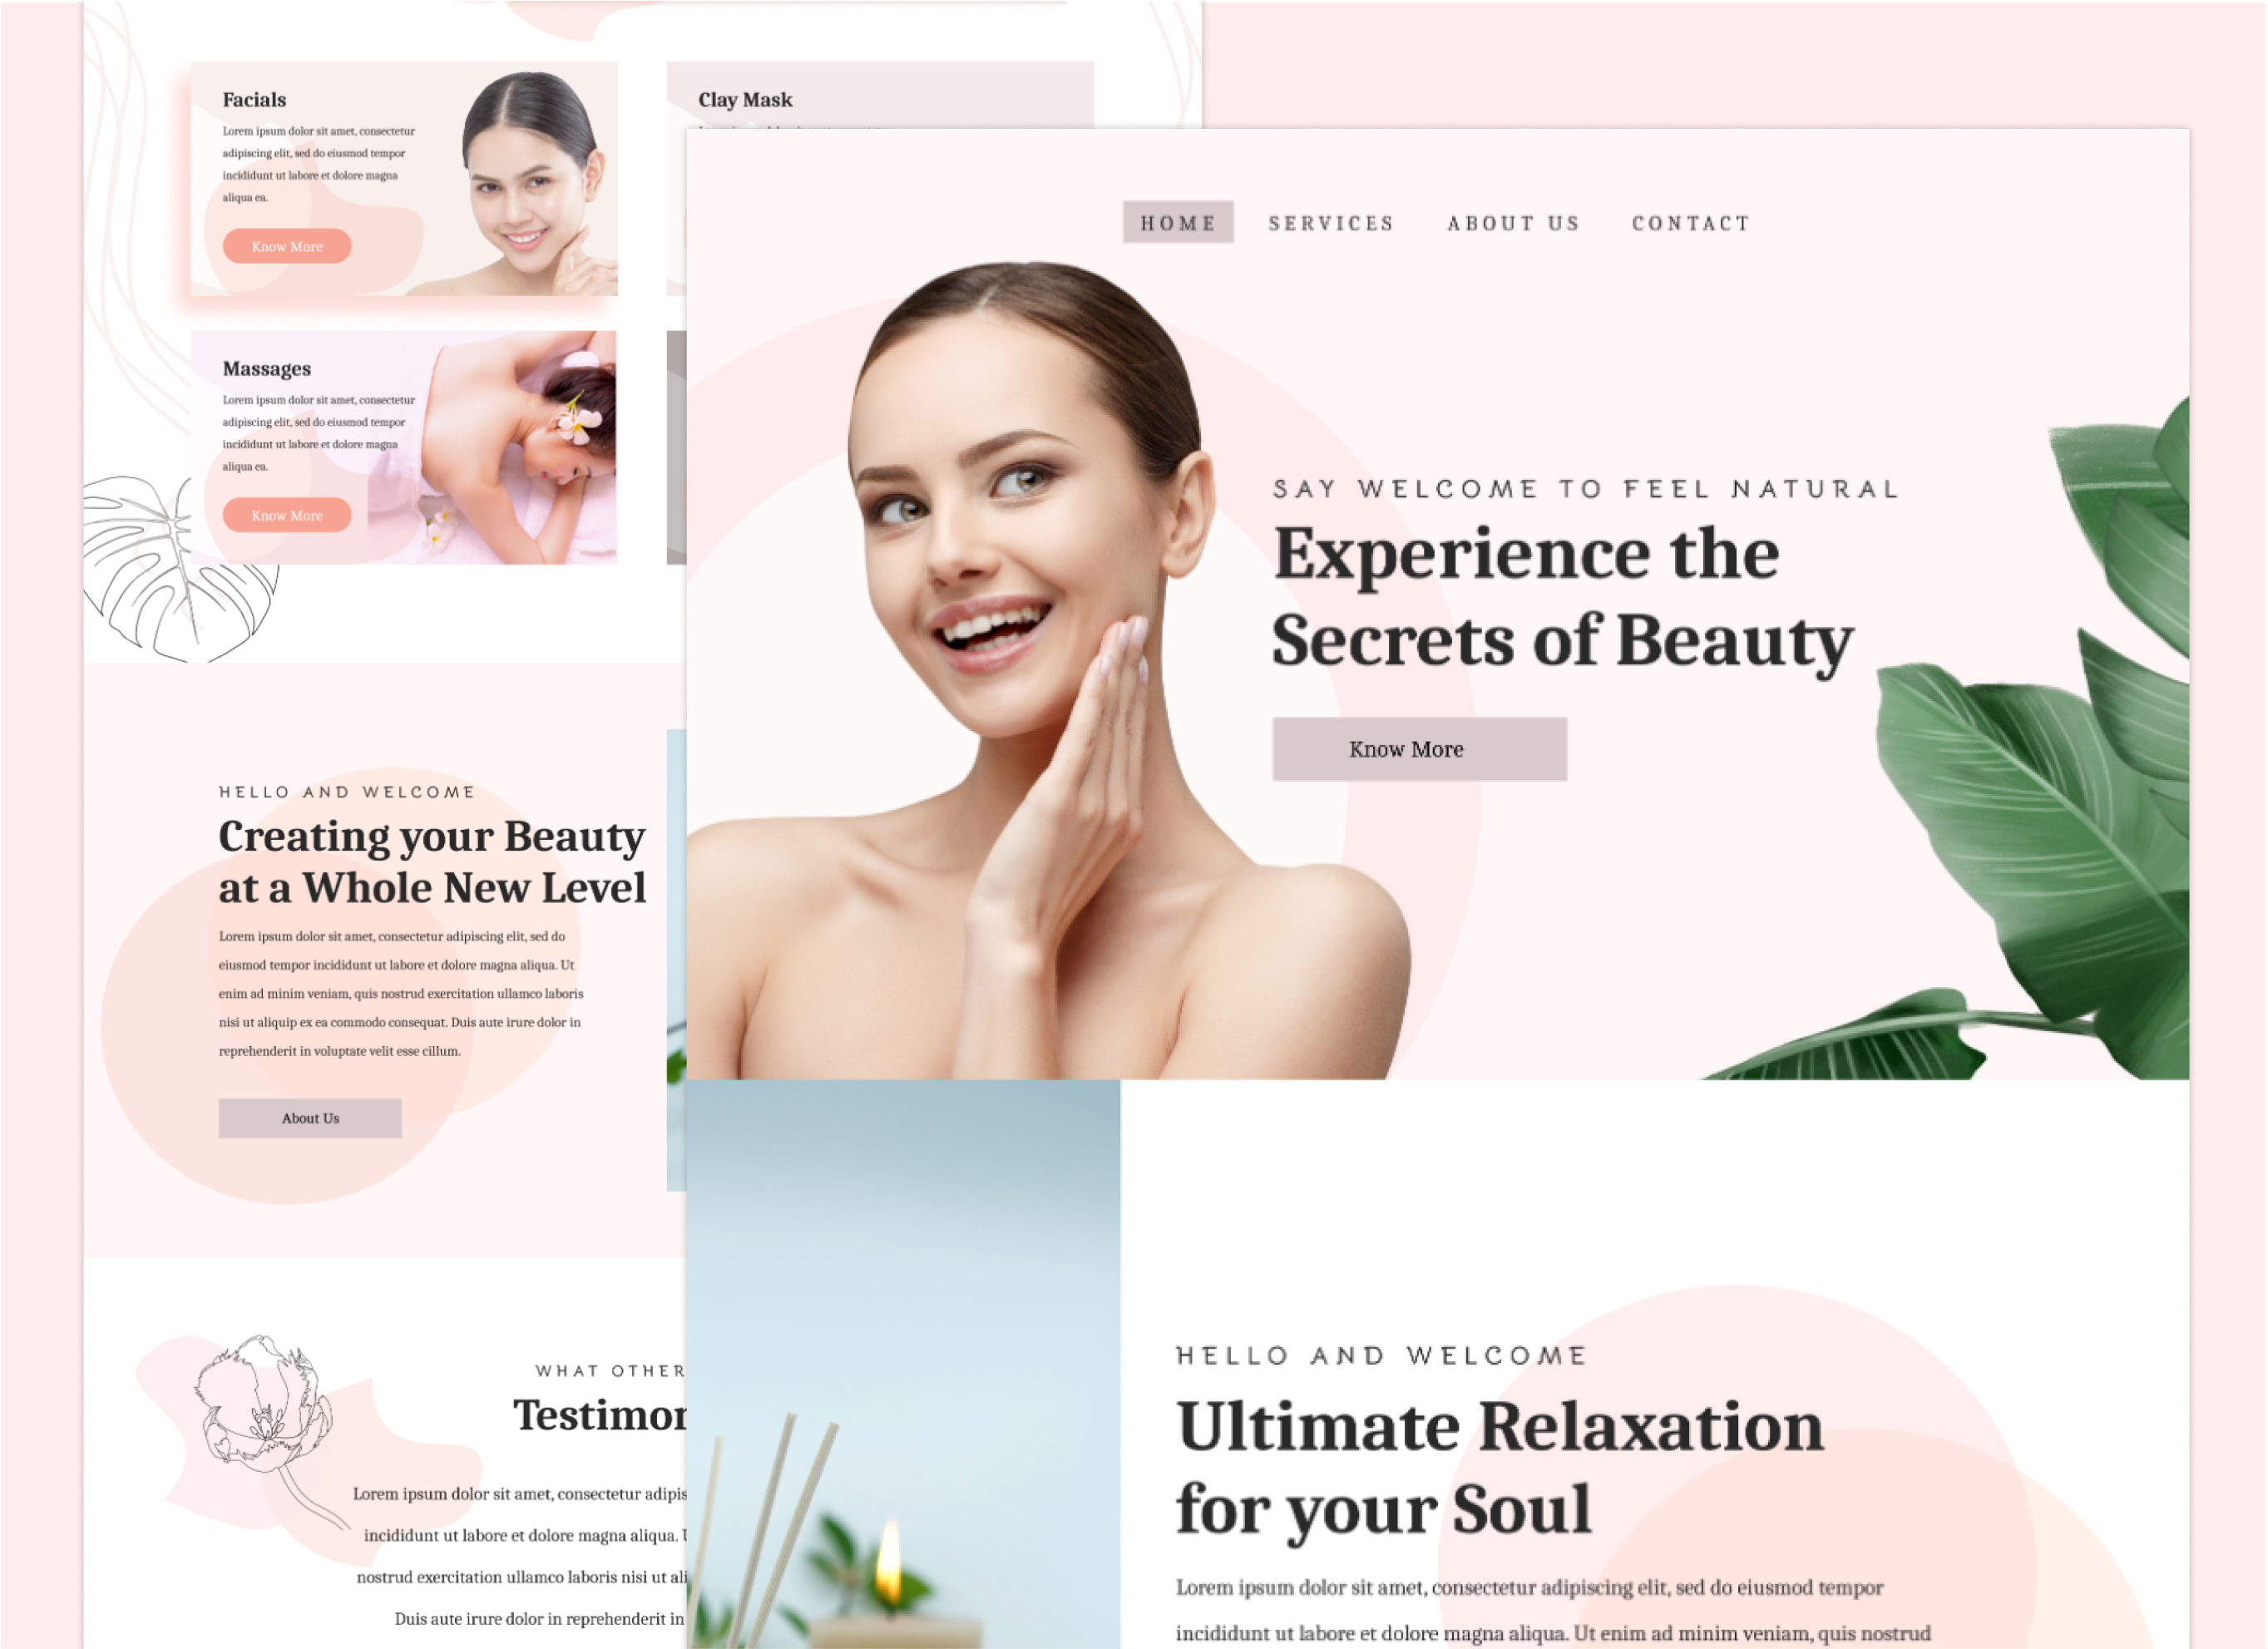 Facials
Lorem ipsum dolor sit amet, consectetur
adipiscing elit, sed do eiusmod tempor
incididunt ut labore et dolore magna
aliqua ea.
Know More
Clay Mask
Massages
Lorem ipsum dolor sit amet, consectetur
adipiscing elit, sed do eiusmod tempor
incididunt ut labore et dolore magna
aliqua ea.
Know More
HELLO AND WELCOME
Creating your Beauty
at a Whole New Level
Lorem ipsum dolor sit amet, consectetur adipiscing elit, sed do
eiusmod tempor incididunt ut labore et dolore magna aliqua. Ut
enim ad minim veniam, quis nostrud exercitation ullamco laboris
nisi ut aliquip ex ea commodo consequat. Duis aute irure dolor in
reprehenderit in voluptate velit esse cillum.
About Us
WHAT OTHER
Lorem ipsum dolor sit amet, consectetur
incididunt ut labore et dolore magna aliqua.
nostrud exercitation ullamco laboris nisi ut
Duis aute irure dolor in reprehenderit in
HOME SERVICES ABOUT US CONTACT
SAY WELCOME TO FEEL NATURAL
Experience the
Secrets of Beauty
Know More
HELLO AND WELCOME
Ultimate Relaxation
for your Soul
Lorem ipsum dolor sit amet, consectetur adipiscing elit, sed do eiusmod tempor
incididunt ut labore et dolore magna aliqua. Ut enim ad minim veniam, quis nostrud